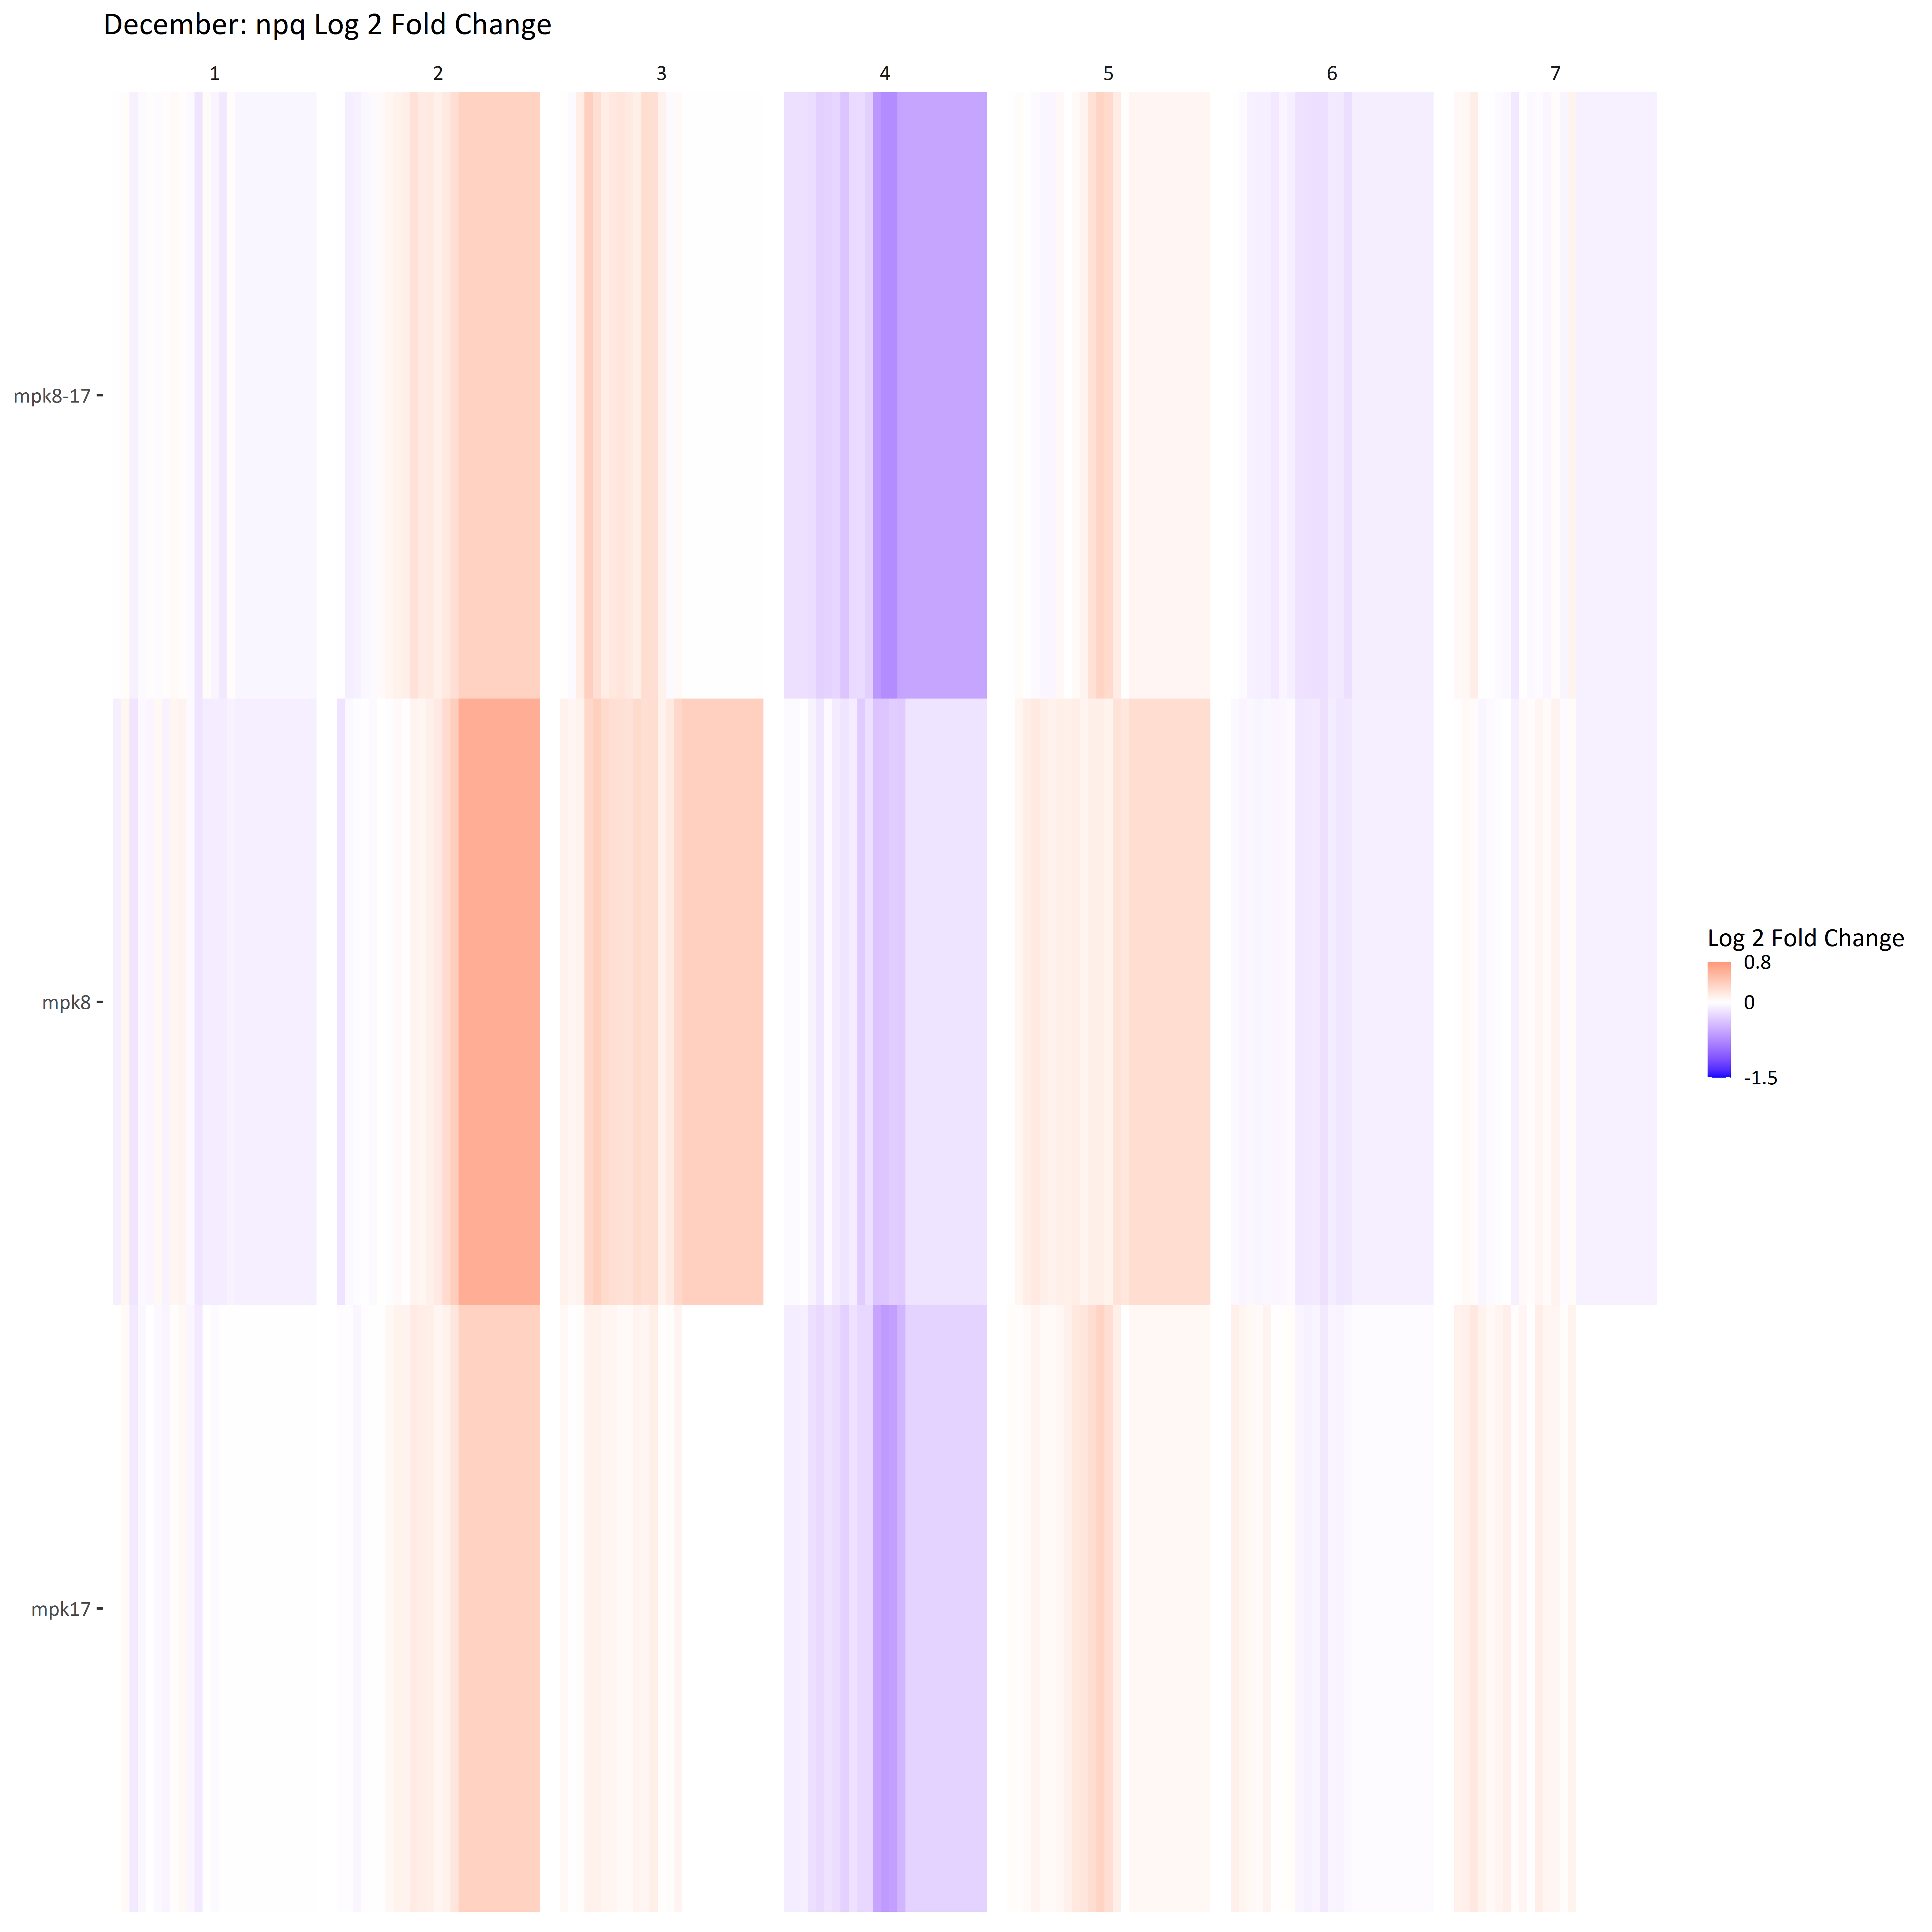 December: npq Log 2 Fold Change
1 2 3 4 5 6 7
mpk8-17
mpk8
mpk17
Log 2 Fold Change
0.8
0
-1.5